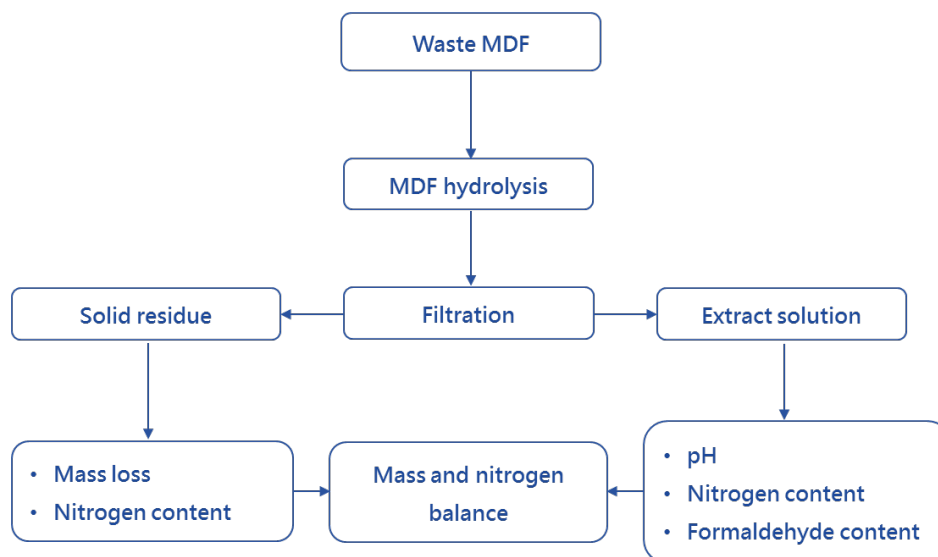 Waste MDF
MDF hydrolysis
Solid residue
Filtration
Extract solution
• Mass loss
• Nitrogen content
Mass and nitrogen
balance
• pH
• Nitrogen content
• Formaldehyde content